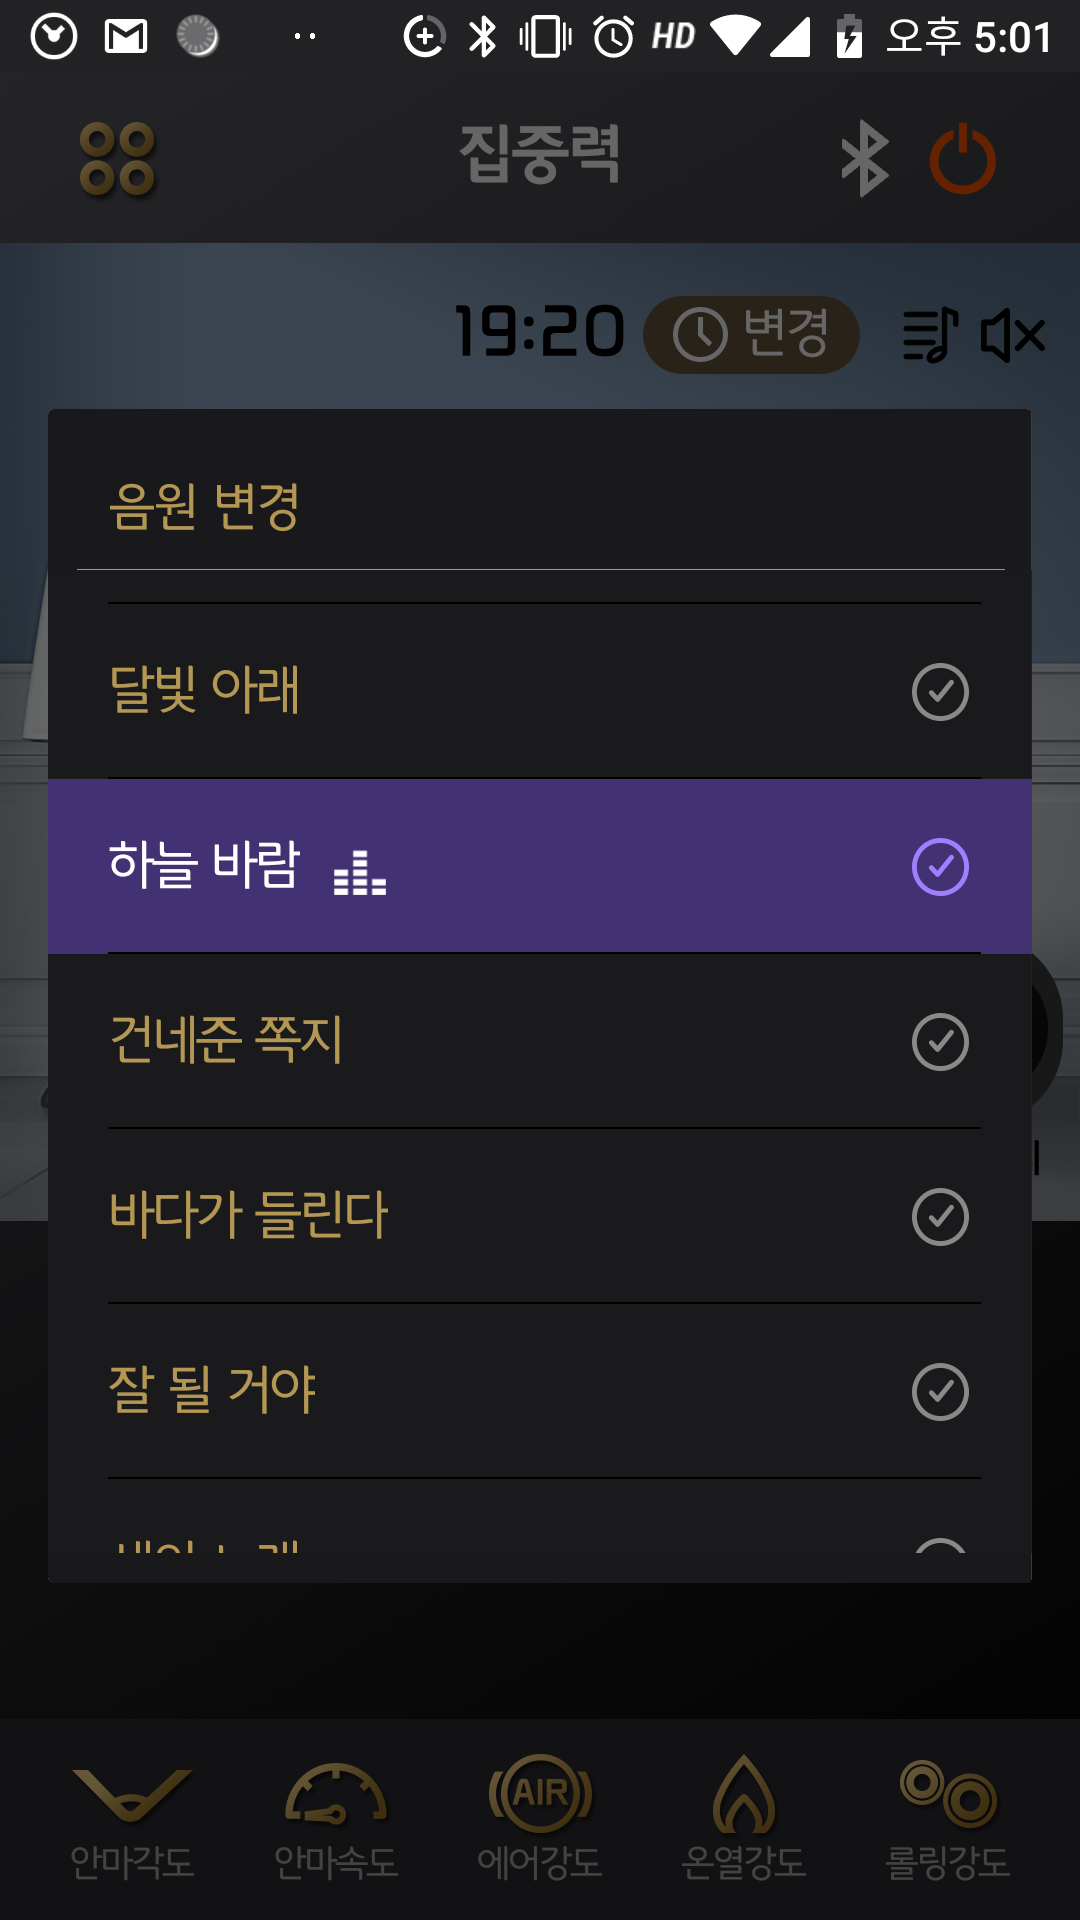 HD 오후 5:01
집중력
19:20 변경
음원 변경
달빛 아래
하늘 바람
건네준 쪽지
바다가 들린다
잘 될 거야
AIR
안마각도 안마속도 에어강도 온열강도 롤링강도